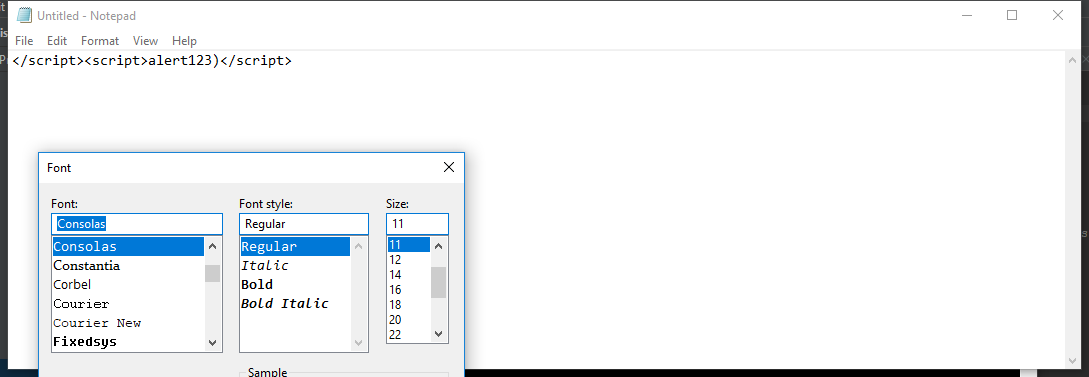 Untitled - Notepad
File Edit Format View Help
</script><script>alert123)</script>
Font
Font: Font style: Size:
Consolas Regular 11
Consolas Regular 11
Constantia Italic 12
Corbel Bold 14
Courier Bold Italic 16
Courier New 18
Fixedsys 20
22
Sample